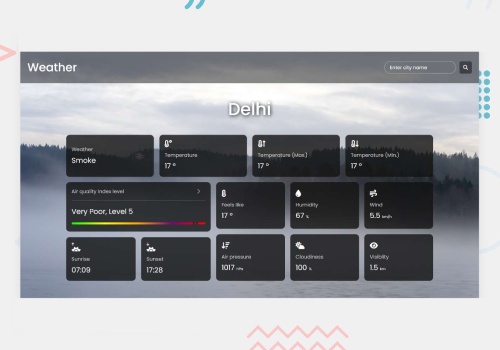 Weather
Enter city name
Delhi
Weather
Smoke
Temperature
17 °
Temperature (Max.)
17 °
Temperature (Min.)
17 °
Air quality index level
Very Poor, Level 5
Feels like
17 °
Humidity
67 %
Wind
5.5 km/h
Sunrise
07:09
Sunset
17:28
Air pressure
1017 hPa
Cloudiness
100 %
Visibility
1.5 km